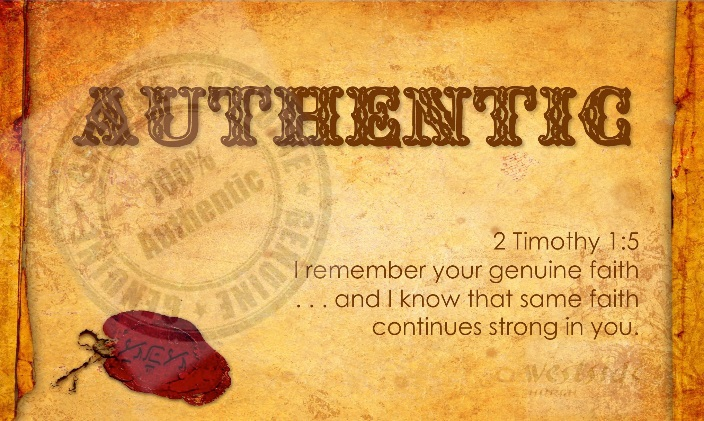 AUTHENTIC
100%
Authentic
GENUINE ★ GENUINE ★
2 Timothy 1:5
I remember your genuine faith
. . . and I know that same faith
continues strong in you.